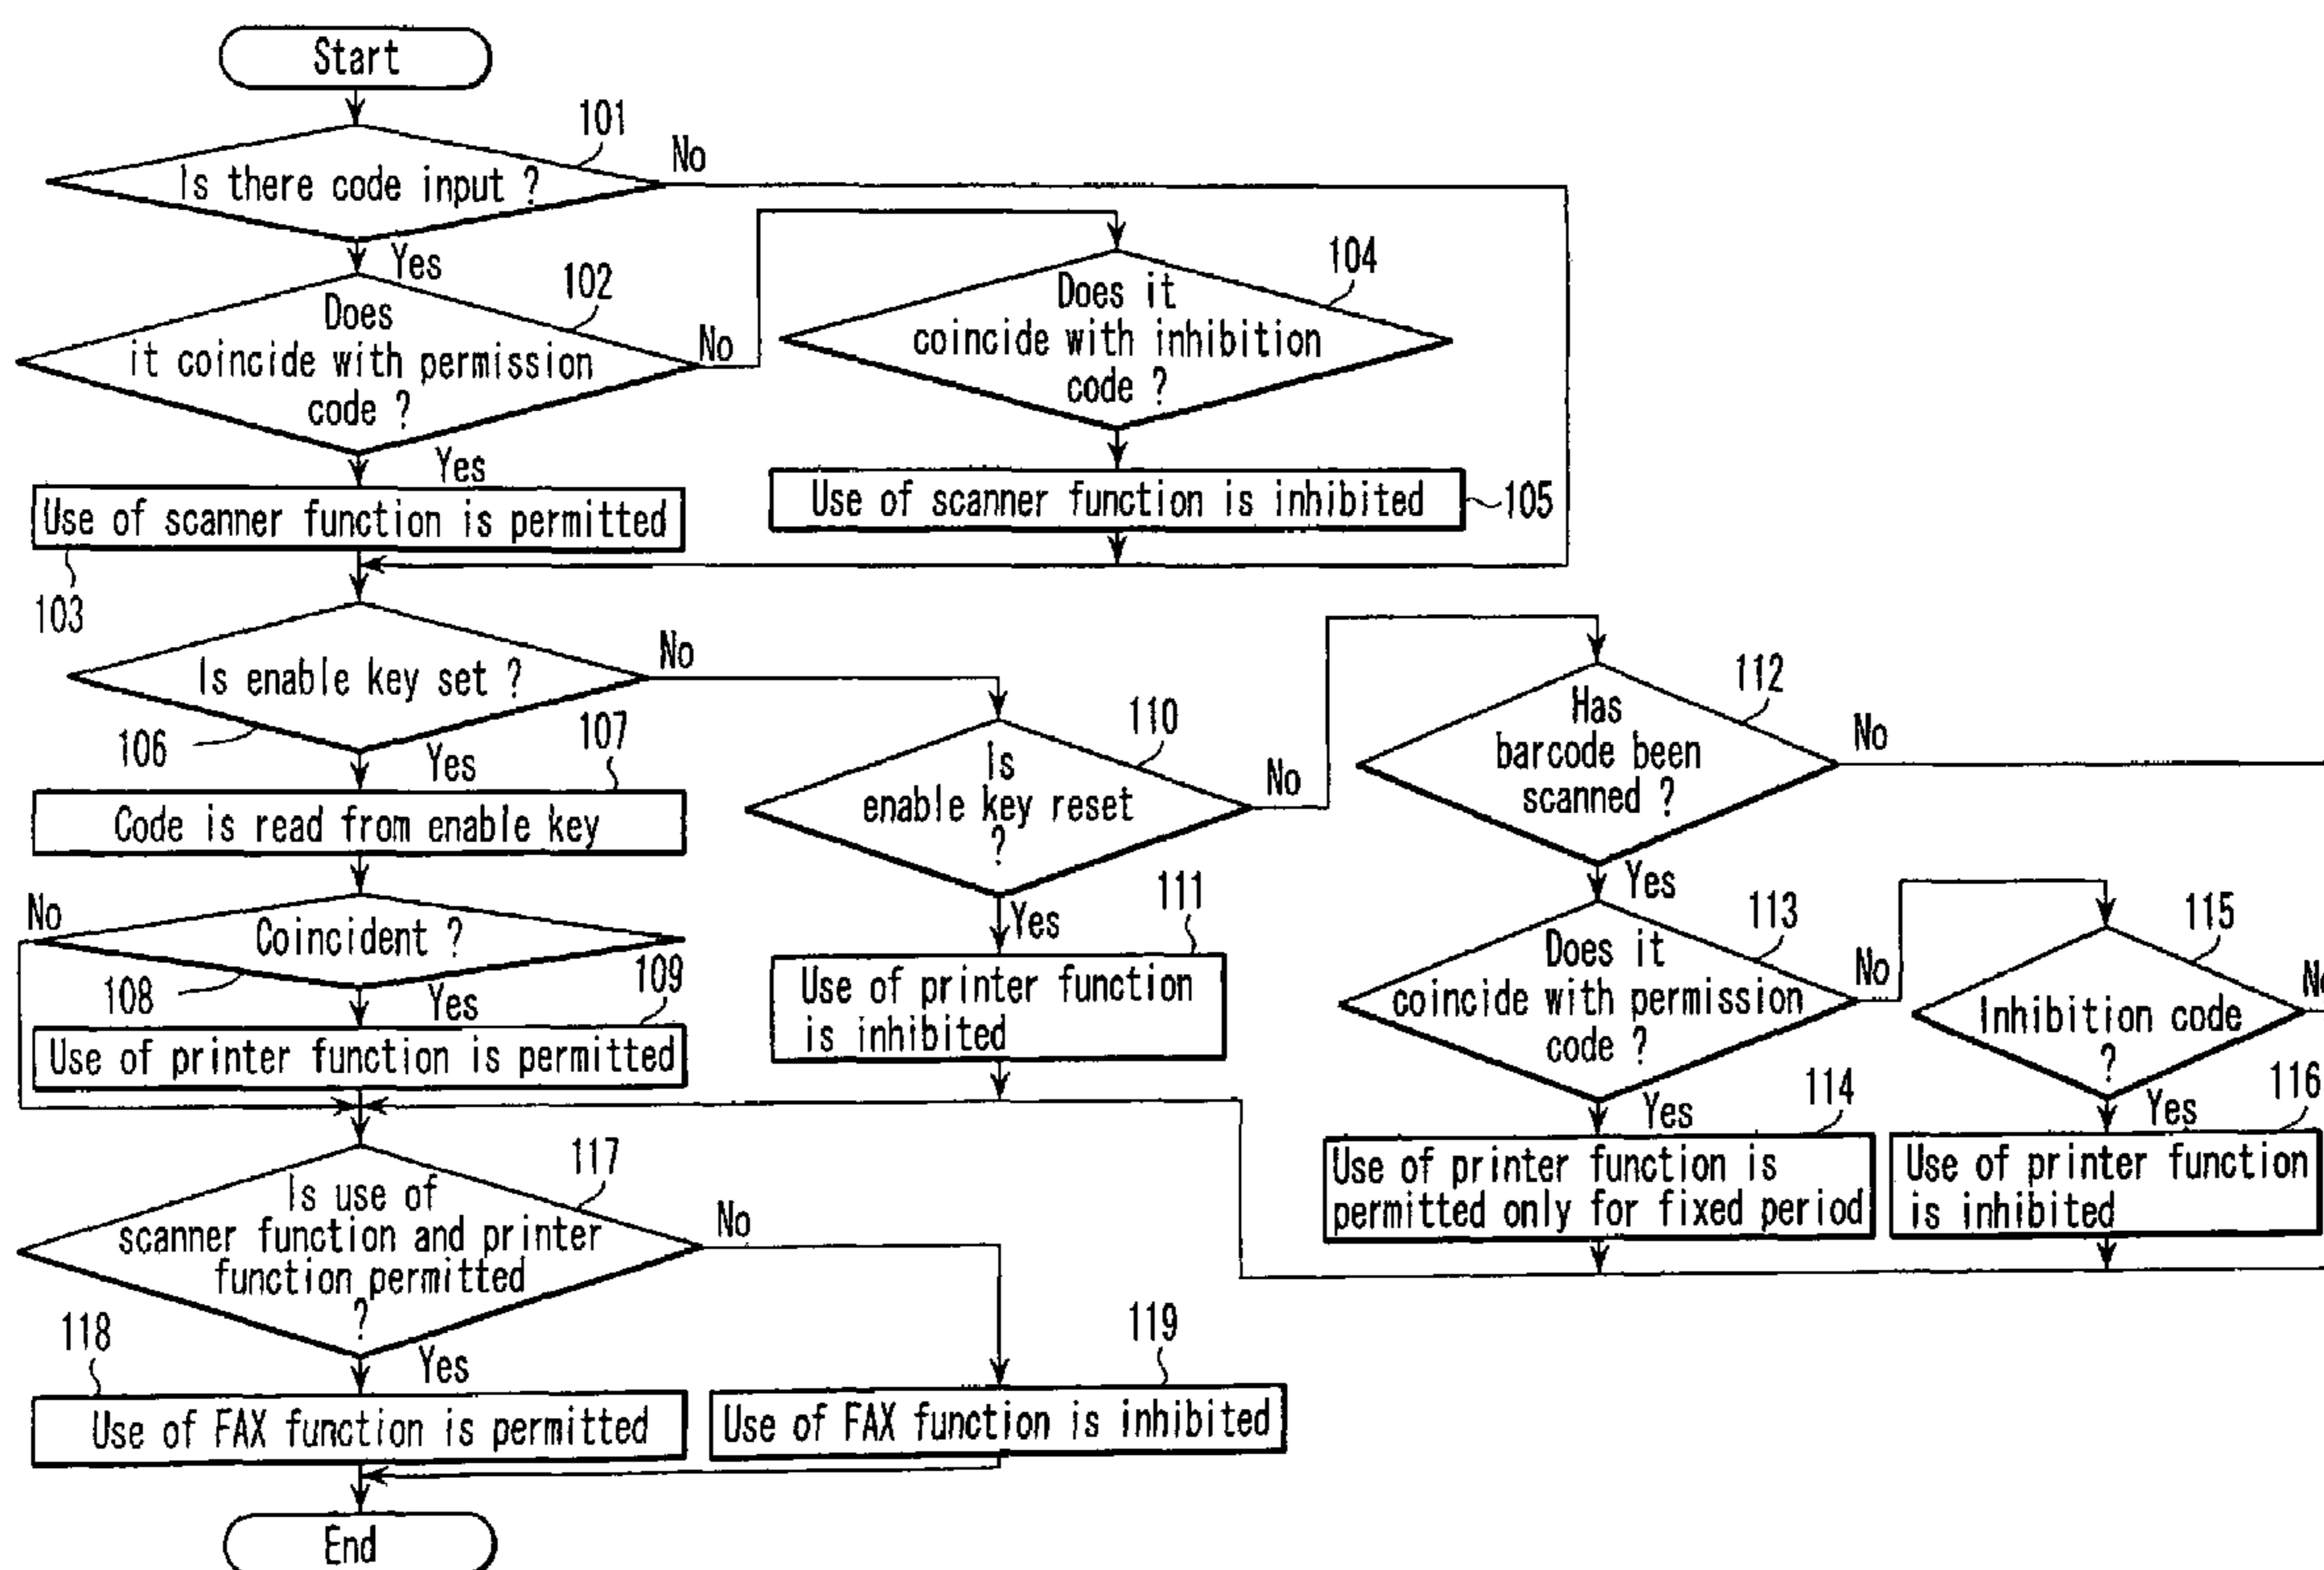 Start
101
No
Is there code input ?
Yes
102
Does
it coincide with permission
code ?
No
104
Does it
coincide with inhibition
code ?
Yes
Use of scanner function is permitted
103
Use of scanner function is inhibited
105
Is enable key set ?
No
106
Yes
107
Code is read from enable key
110
Is
enable key reset
?
No
112
Has
barcode been
scanned ?
No
No
Coincident ?
108
Yes
109
Use of printer function is permitted
Yes
111
Use of printer function
is inhibited
Yes
113
Does it
coincide with permission
code ?
No
115
Inhibition code
?
Yes
114
Use of printer function is
permitted only for fixed period
Yes
116
Use of printer function
is inhibited
117
Is use of
scanner function and printer
function permitted
?
No
118
Yes
Use of FAX function is permitted
119
Use of FAX function is inhibited
End